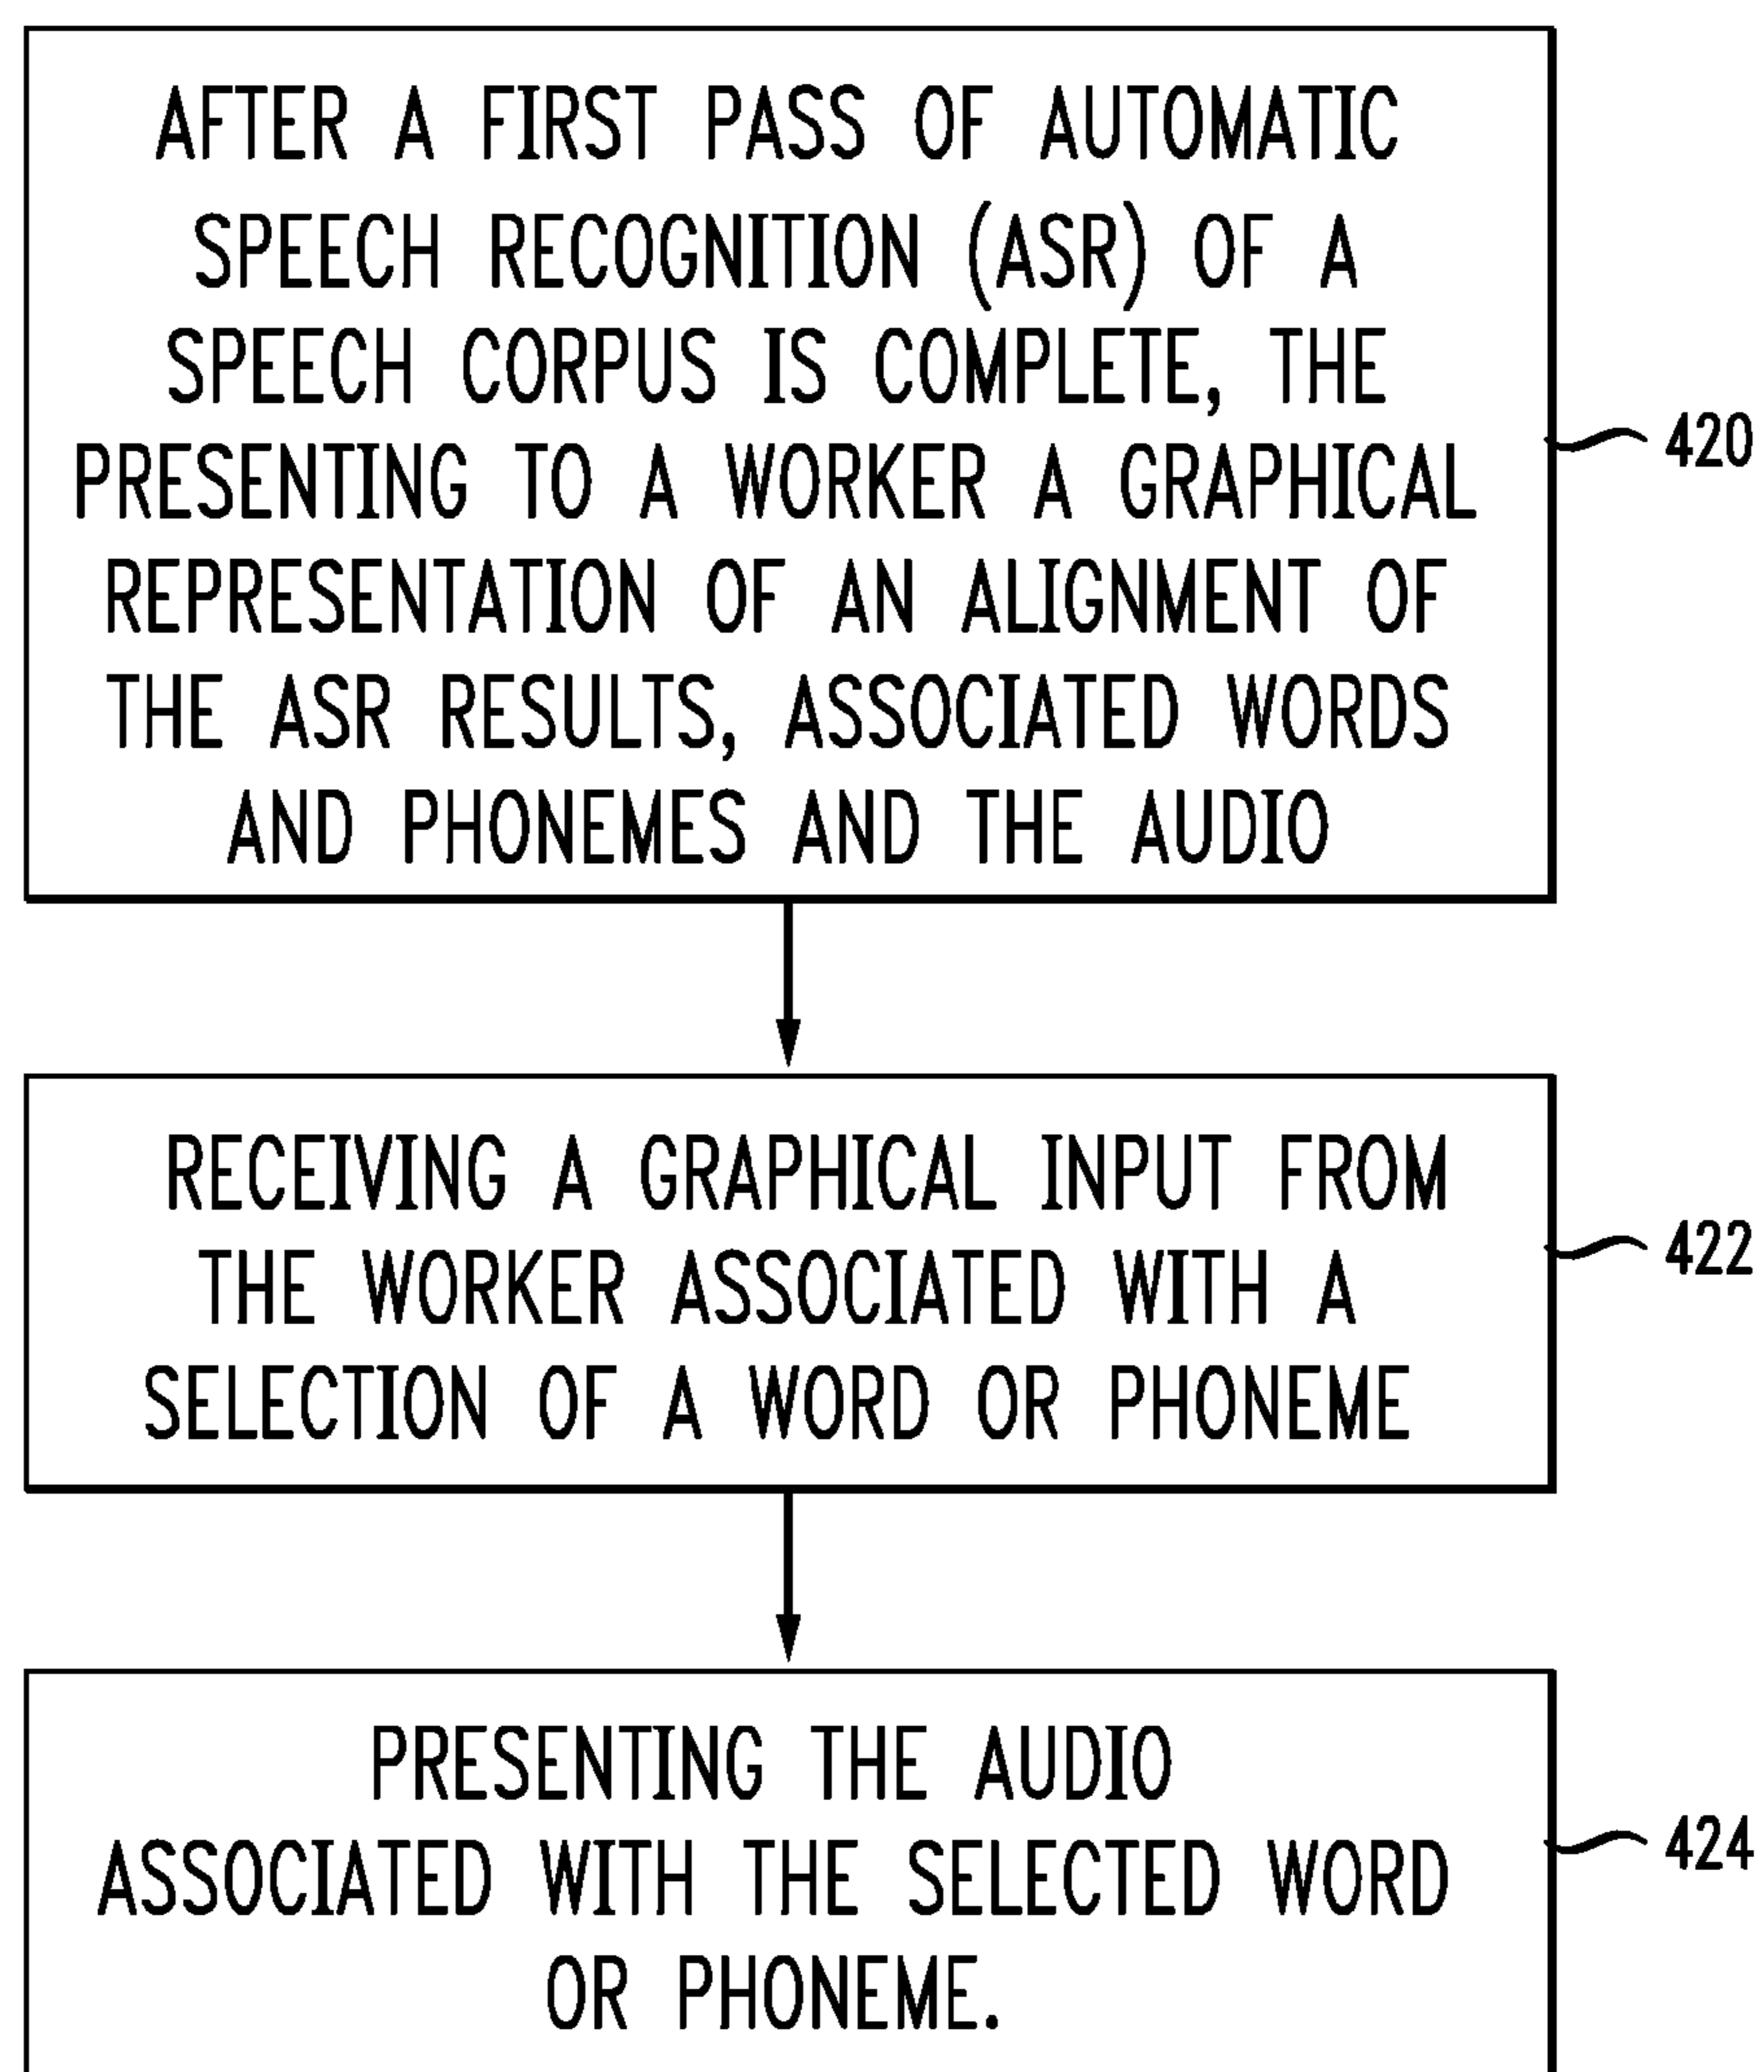 AFTER A FIRST PASS OF AUTOMATIC
SPEECH RECOGNITION (ASR) OF A
SPEECH CORPUS IS COMPLETE, THE
PRESENTING TO A WORKER A GRAPHICAL
REPRESENTATION OF AN ALIGNMENT OF
THE ASR RESULTS, ASSOCIATED WORDS
AND PHONEMES AND THE AUDIO
420
RECEIVING A GRAPHICAL INPUT FROM
THE WORKER ASSOCIATED WITH A
SELECTION OF A WORD OR PHONEME
422
PRESENTING THE AUDIO
ASSOCIATED WITH THE SELECTED WORD
OR PHONEME.
424